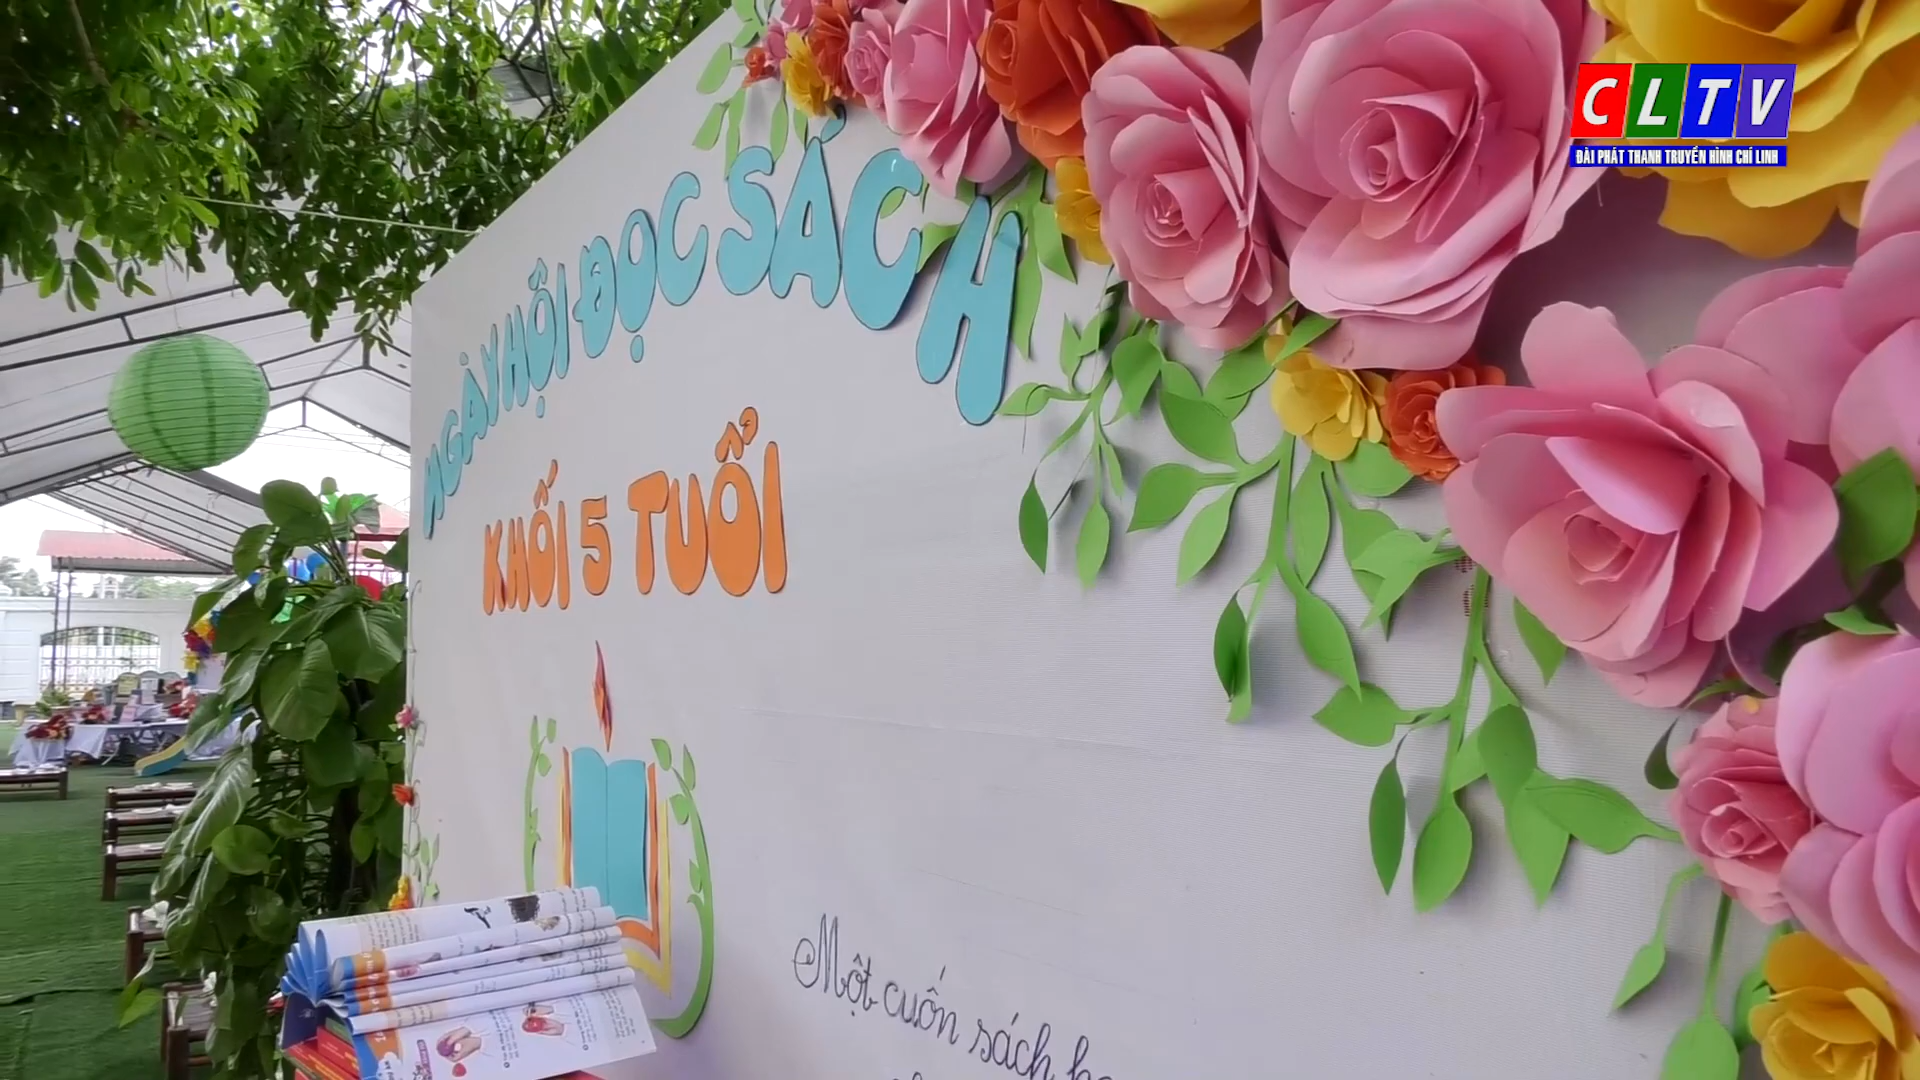 CLTV
ĐÀI PHÁT THANH TRUYỀN HÌNH CHÍ LINH
NGÀY HỘI ĐỌC SÁCH
KHỐI 5 TUỔI
Một cuốn sách